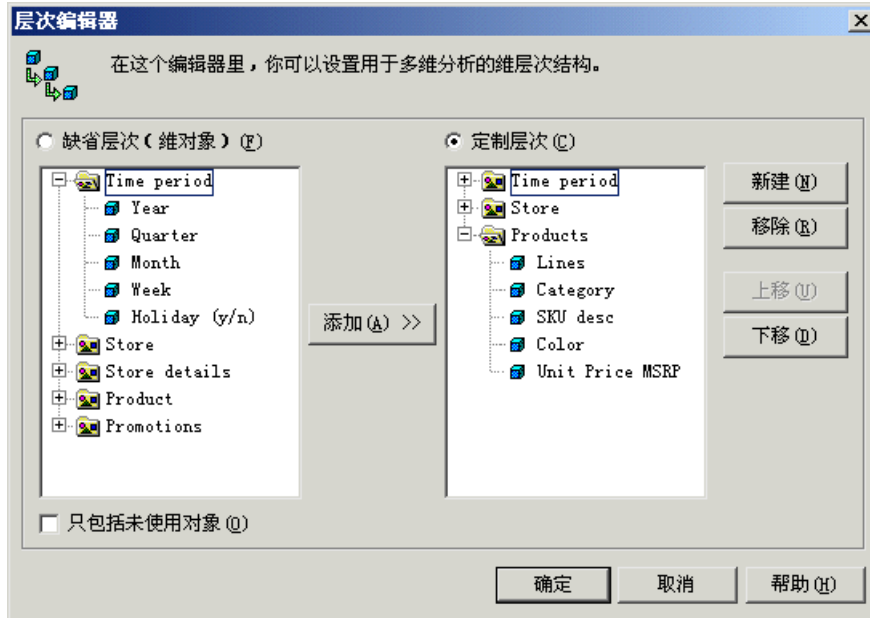 层次编辑器
在这个编辑器里，你可以设置用于多维分析的维层次结构。
缺省层次(维对象)(F)
定制层次(C)
Time period
Year
Quarter
Month
Week
Holiday (y/n)
Store
Store details
Product
Promotions
添加(A) >>
Time period
Store
Products
Lines
Category
SKU desc
Color
Unit Price MSRP
新建(N)
移除(R)
上移(U)
下移(D)
只包括未使用对象(O)
确定
取消
帮助(H)